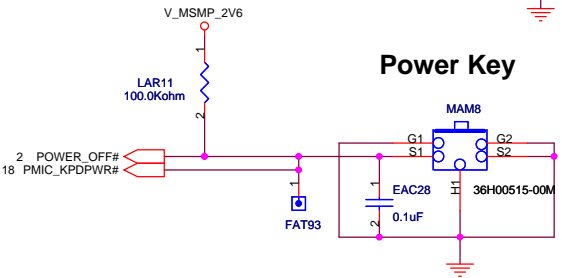 V_MSMP_2V6
Power Key
1
LAR11
100.0Kohm
2
MAM8
G1 G2
S1 S2
2 POWER_OFF#
18 PMIC_KPDPWR#
1
1
EAC28
H1
36H00515-00M
0.1uF
2
FAT93